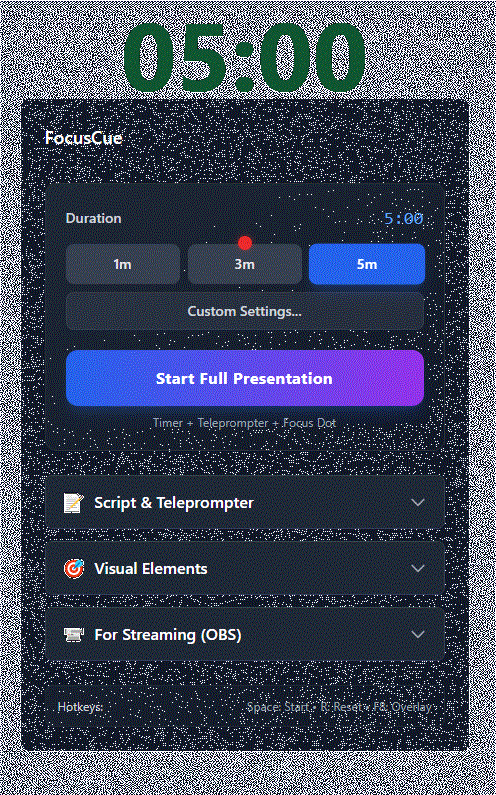 05:00
FocusCue
Duration 5:00
1m 3m 5m
Custom Settings...
Start Full Presentation
Timer + Teleprompter + Focus Dot
Script & Teleprompter
Visual Elements
For Streaming (OBS)
Hotkeys: Space: Start • R: Reset • F8: Overlay